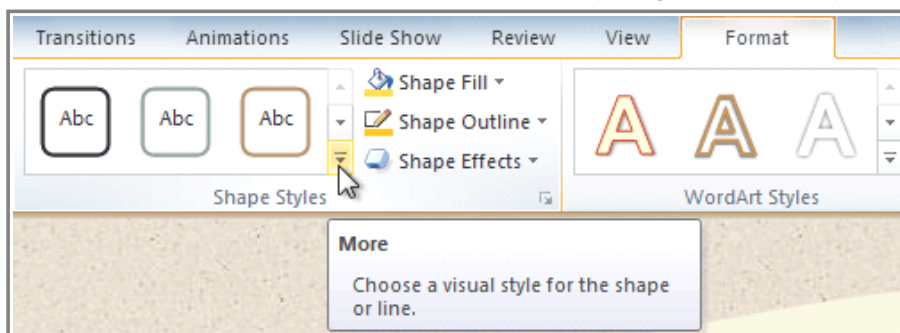 Transitions Animations Slide Show Review View Format
Abc Abc Abc
Shape Fill
Shape Outline
Shape Effects
A A A
Shape Styles WordArt Styles
More
Choose a visual style for the shape
or line.